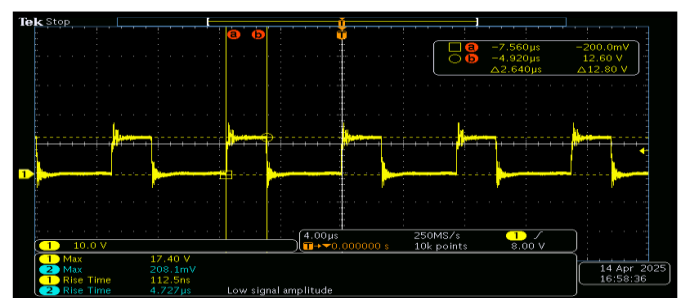 Tek Stop
T
a b
T
a -7.560µs -200.0mV
b -4.920µs 12.60 V
△2.640µs △12.80 V
1
1 10.0 V
4.00µs 250MS/s 1
T→▼0.000000 s 10k points 8.00 V
1 Max 17.40 V
2 Max 208.1mV
1 Rise Time 112.5ns
2 Rise Time 4.727µs Low signal amplitude
14 Apr 2025
16:58:36